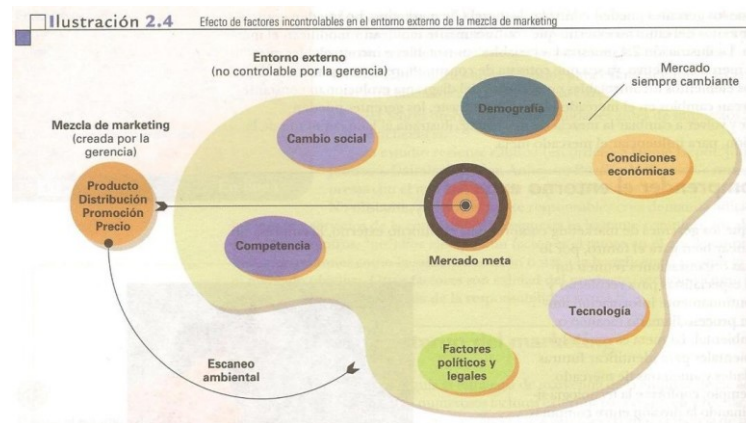 Ilustración 2.4
Efecto de factores incontrolables en el entorno externo de la mezcla de marketing
Entorno externo
(no controlable por la gerencia)
Mercado
siempre cambiante
Demografía
Mezcla de marketing
(creada por la
gerencia)
Cambio social
Condiciones
económicas
Producto
Distribución
Promoción
Precio
Competencia
Mercado meta
Tecnología
Factores
políticos y
legales
Escaneo
ambiental